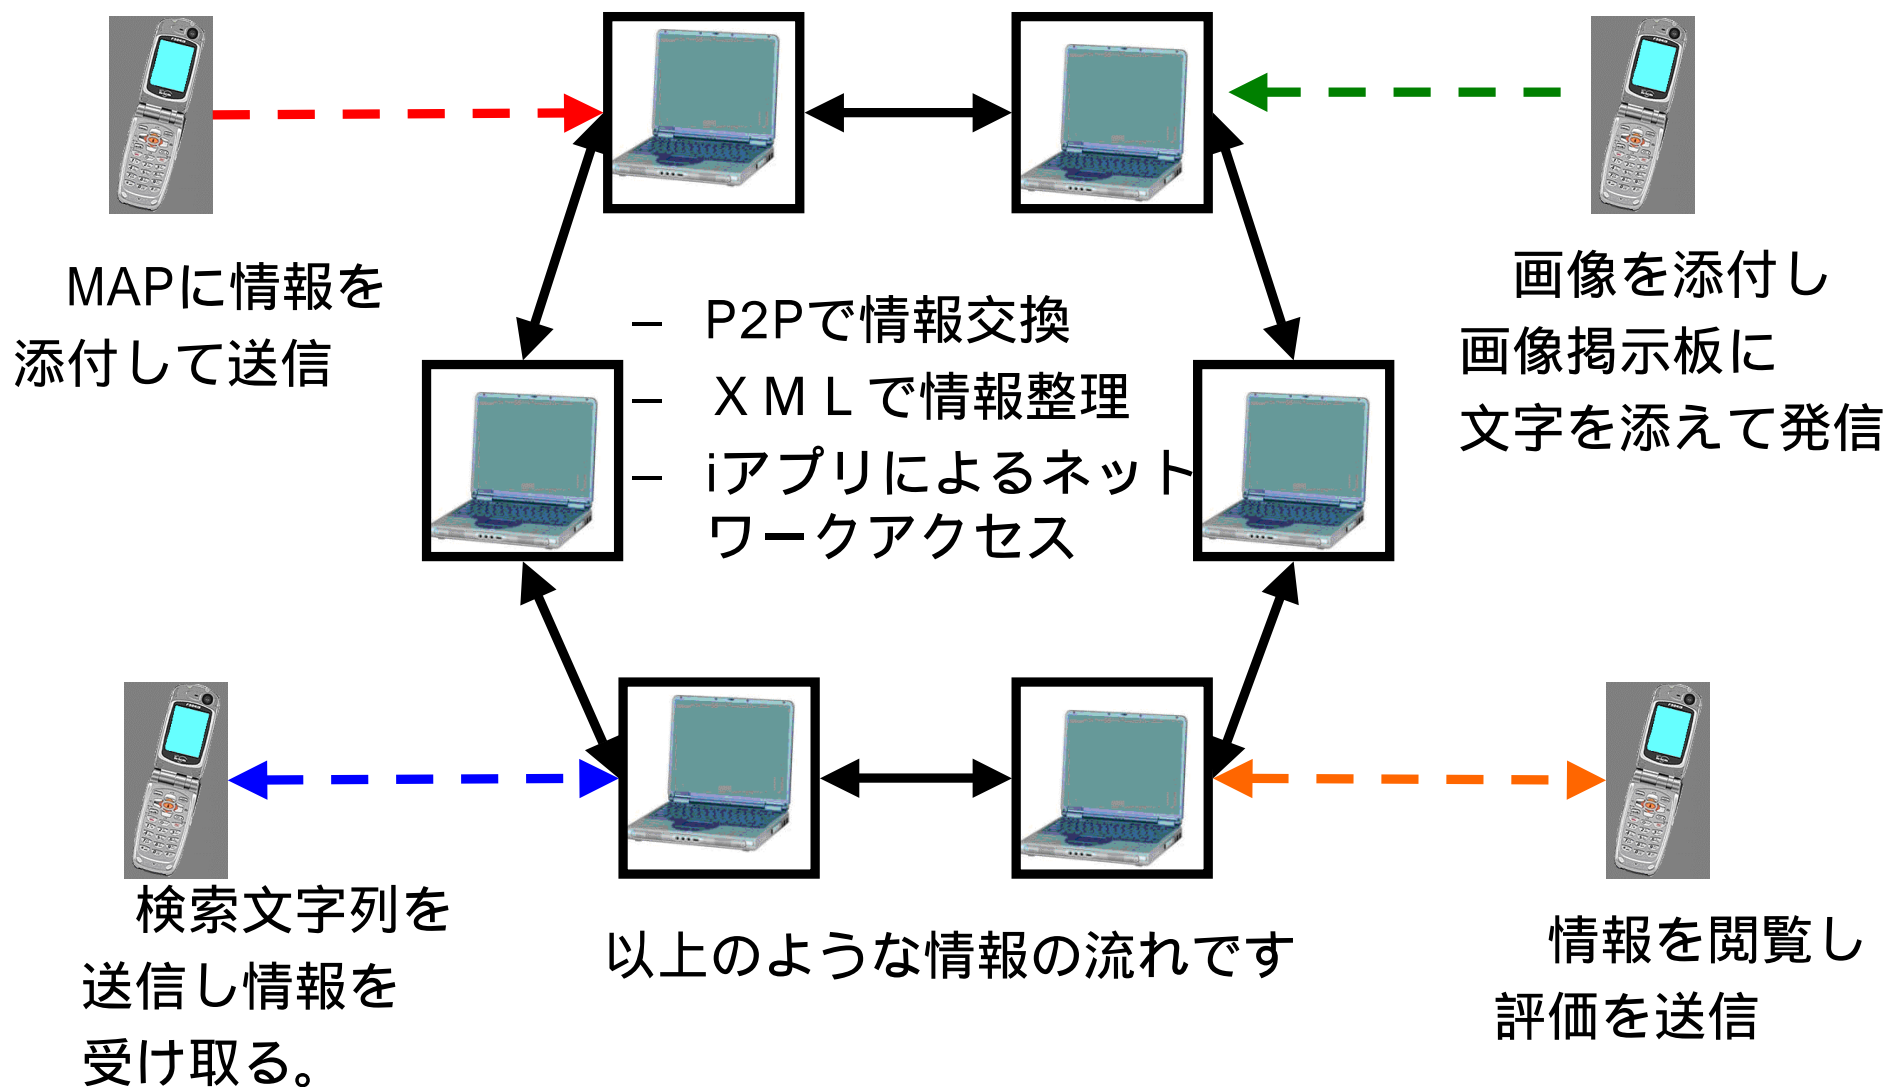 MAPに情報を
添付して送信
– P2Pで情報交換
– ＸＭＬで情報整理
– iアプリによるネット
ワークアクセス
画像を添付し
画像掲示板に
文字を添えて発信
検索文字列を
送信し情報を
受け取る。
以上のような情報の流れです
情報を閲覧し
評価を送信